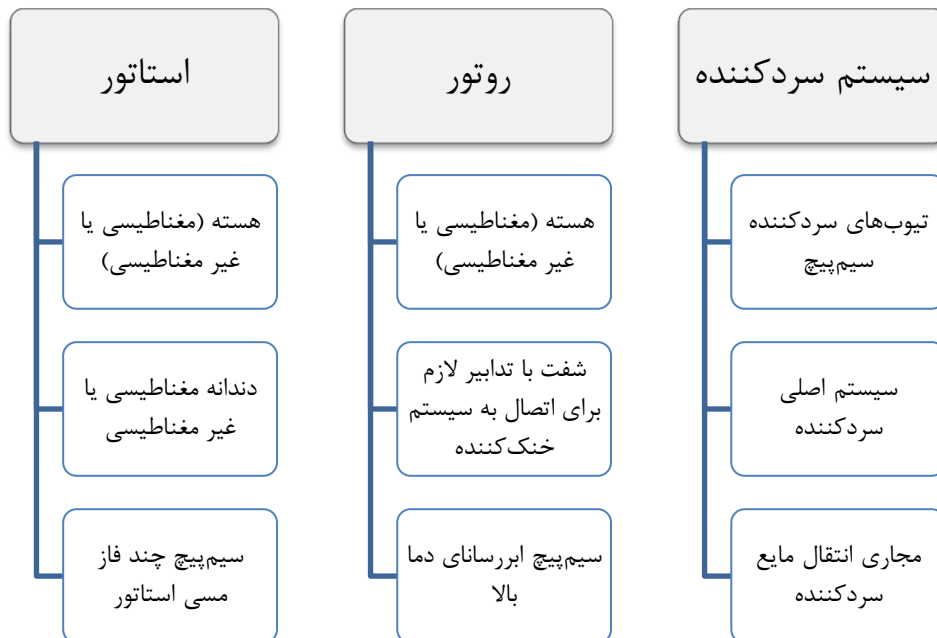 سیستم سردکننده
تیوب‌های سردکننده
سیم‌پیچ
سیستم اصلی
سردکننده
مجاری انتقال مایع
سردکننده
روتور
هسته (مغناطیسی یا
غیر مغناطیسی)
شفت با تدابیر لازم
برای اتصال به سیستم
خنک‌کننده
سیم‌پیچ ابررسانای دما
بالا
استاتور
هسته (مغناطیسی یا
غیر مغناطیسی)
دندانه مغناطیسی یا
غیر مغناطیسی
سیم‌پیچ چند فاز
مسی استاتور